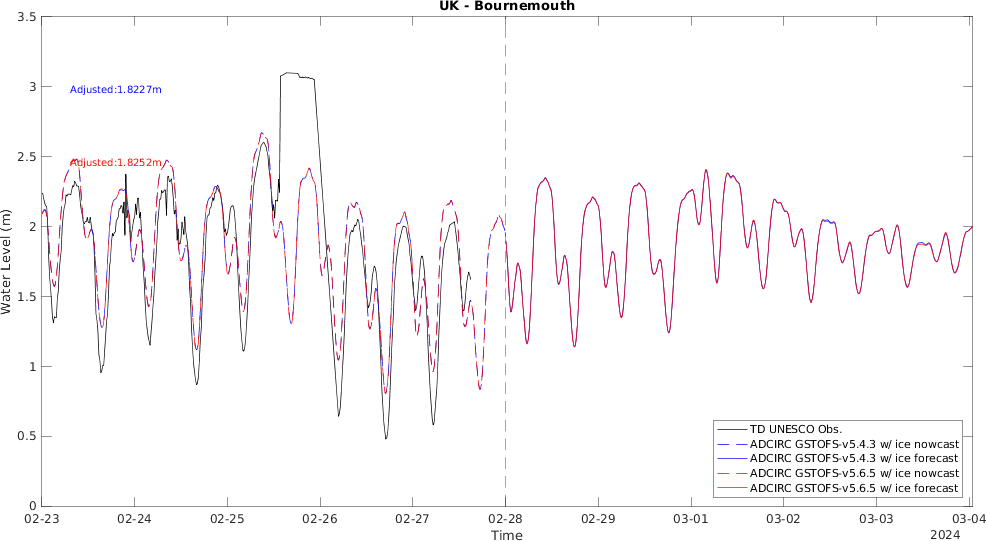 UK - Bournemouth
3.5
3
2.5
2
1.5
1
0.5
0
Water Level (m)
Adjusted:1.8227m
Adjusted:1.8252m
TD UNESCO Obs.
ADCIRC GSTOFS-v5.4.3 w/ ice nowcast
ADCIRC GSTOFS-v5.4.3 w/ ice forecast
ADCIRC GSTOFS-v5.6.5 w/ ice nowcast
ADCIRC GSTOFS-v5.6.5 w/ ice forecast
02-23 02-24 02-25 02-26 02-27 02-28 02-29 03-01 03-02 03-03 03-04
Time
2024